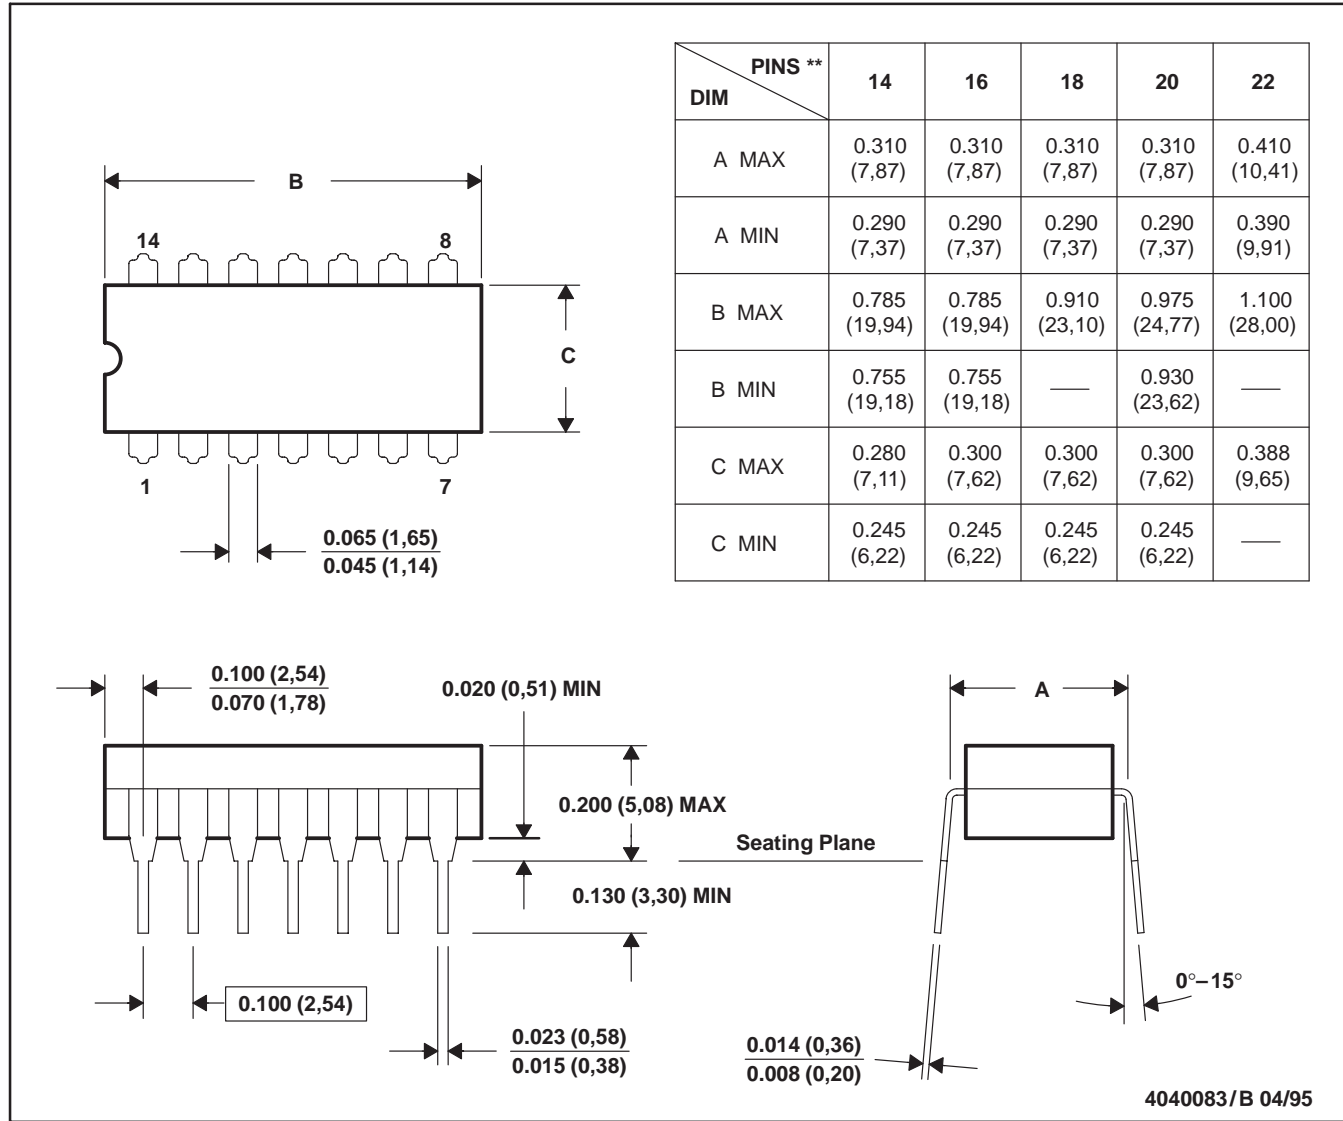 PINS **
DIM
14 16 18 20 22
A MAX 0.310 (7,87) 0.310 (7,87) 0.310 (7,87) 0.310 (7,87) 0.410 (10,41)
A MIN 0.290 (7,37) 0.290 (7,37) 0.290 (7,37) 0.290 (7,37) 0.390 (9,91)
B MAX 0.785 (19,94) 0.785 (19,94) 0.910 (23,10) 0.975 (24,77) 1.100 (28,00)
B MIN 0.755 (19,18) 0.755 (19,18) — 0.930 (23,62) —
C MAX 0.280 (7,11) 0.300 (7,62) 0.300 (7,62) 0.300 (7,62) 0.388 (9,65)
C MIN 0.245 (6,22) 0.245 (6,22) 0.245 (6,22) 0.245 (6,22) —
B
14
8
C
1
7
0.065 (1,65)
0.045 (1,14)
0.100 (2,54)
0.070 (1,78)
0.020 (0,51) MIN
0.200 (5,08) MAX
Seating Plane
0.130 (3,30) MIN
0.100 (2,54)
0.023 (0,58)
0.015 (0,38)
A
0°–15°
0.014 (0,36)
0.008 (0,20)
4040083/B 04/95